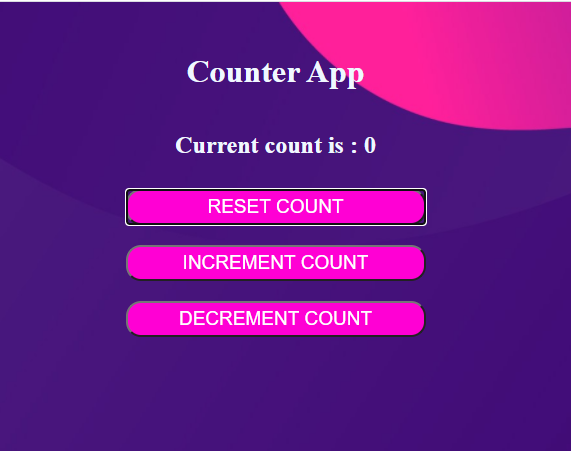 Counter App
Current count is : 0
RESET COUNT
INCREMENT COUNT
DECREMENT COUNT